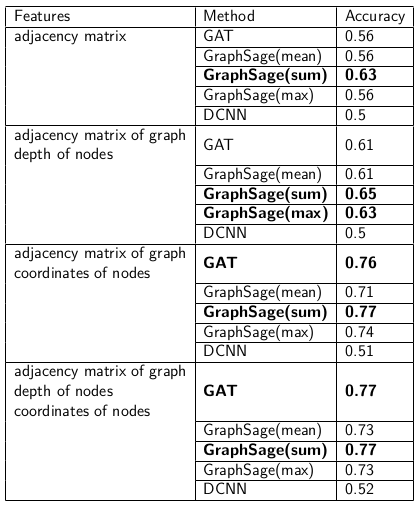 Features Method Accuracy
adjacency matrix GAT 0.56
GraphSage(mean) 0.56
GraphSage(sum) 0.63
GraphSage(max) 0.56
DCNN 0.5
adjacency matrix of graph
depth of nodes GAT 0.61
GraphSage(mean) 0.61
GraphSage(sum) 0.65
GraphSage(max) 0.63
DCNN 0.5
adjacency matrix of graph
coordinates of nodes GAT 0.76
GraphSage(mean) 0.71
GraphSage(sum) 0.77
GraphSage(max) 0.74
DCNN 0.51
adjacency matrix of graph
depth of nodes GAT 0.77
coordinates of nodes
GraphSage(mean) 0.73
GraphSage(sum) 0.77
GraphSage(max) 0.73
DCNN 0.52